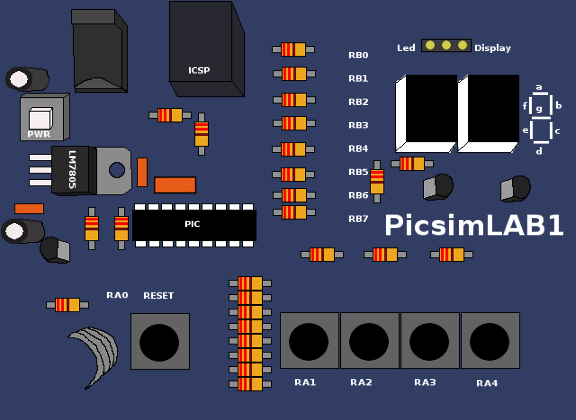 ICSP
RB0
Led
Display
RB1
a
f
g
b
e
c
d
RB2
PWR
RB3
RB4
LM7805
RB5
RB6
RB7
PIC
PicsimLAB1
RA0
RESET
RA1
RA2
RA3
RA4